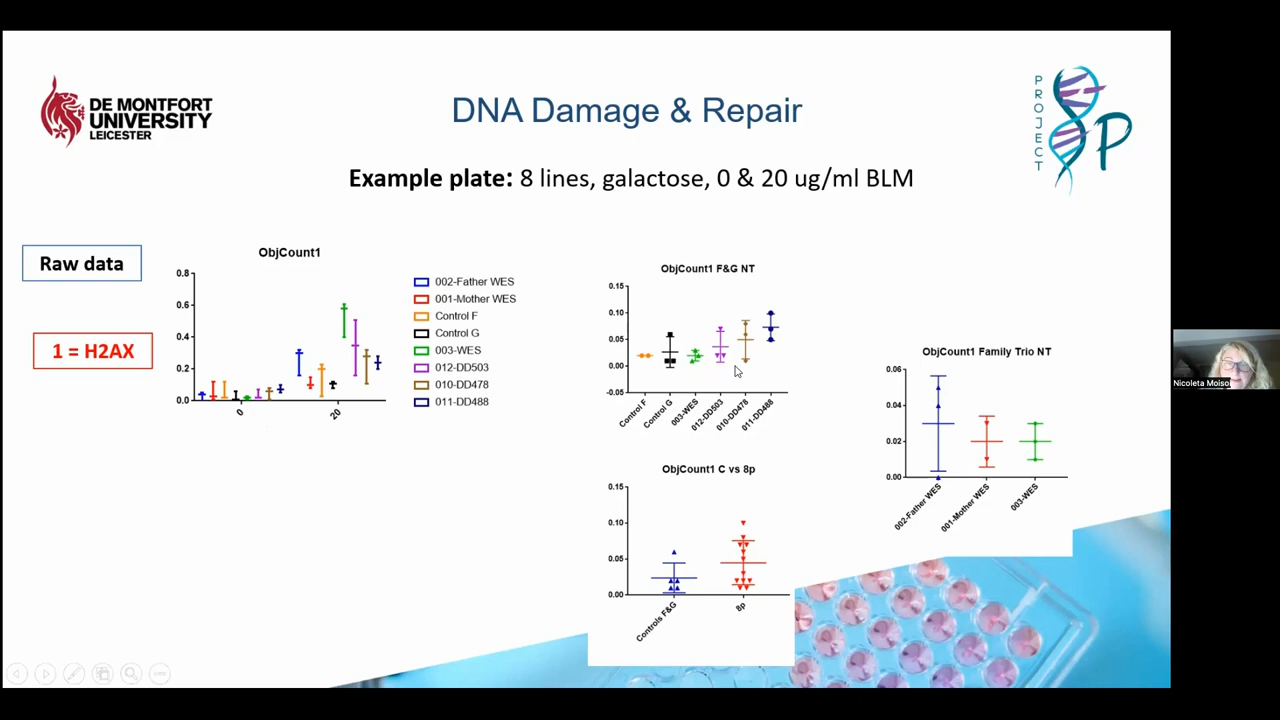 DE MONTFORT
UNIVERSITY
LEICESTER
DNA Damage & Repair
PROJECT
8P
Example plate: 8 lines, galactose, 0 & 20 ug/ml BLM
Raw data
1 = H2AX
ObjCount1
0.8
0.6
0.4
0.2
0.0
0
20
002-Father WES
001-Mother WES
Control F
Control G
003-WES
012-DD503
010-DD478
011-DD488
ObjCount1 F&G NT
0.15
0.10
0.05
0.00
-0.05
Control F
Control G
003-WES
012-DD503
010-DD478
011-DD488
ObjCount1 C vs 8p
0.15
0.10
0.05
0.00
Controls F&G
8p
ObjCount1 Family Trio NT
0.06
0.04
0.02
0.00
002-Father WES
001-Mother WES
003-WES
Nicoleta Moisoi